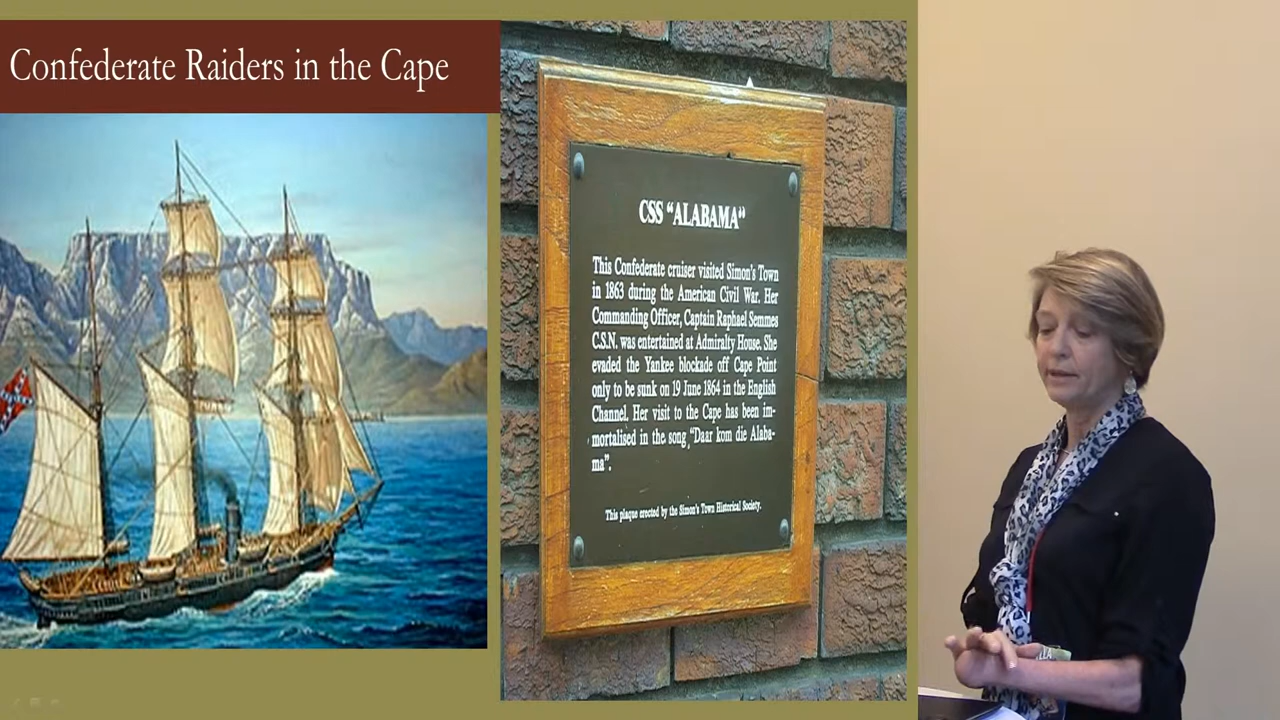 Confederate Raiders in the Cape
CSS “ALABAMA“
This Confederate cruiser visited Simon's Town
in 1863 during the American Civil War. Her
Commanding Officer, Captain Raphael Semmes
C.S.N. was entertained at Admiralty House. She
evaded the Yankee blockade off Cape Point
only to be sunk on 19 June 1864 in the English
Channel. Her visit to the Cape has been im-
mortalised in the song “Daar kom die Alaba-
ma”.
This plaque erected by the Simon's Town Historical Society.